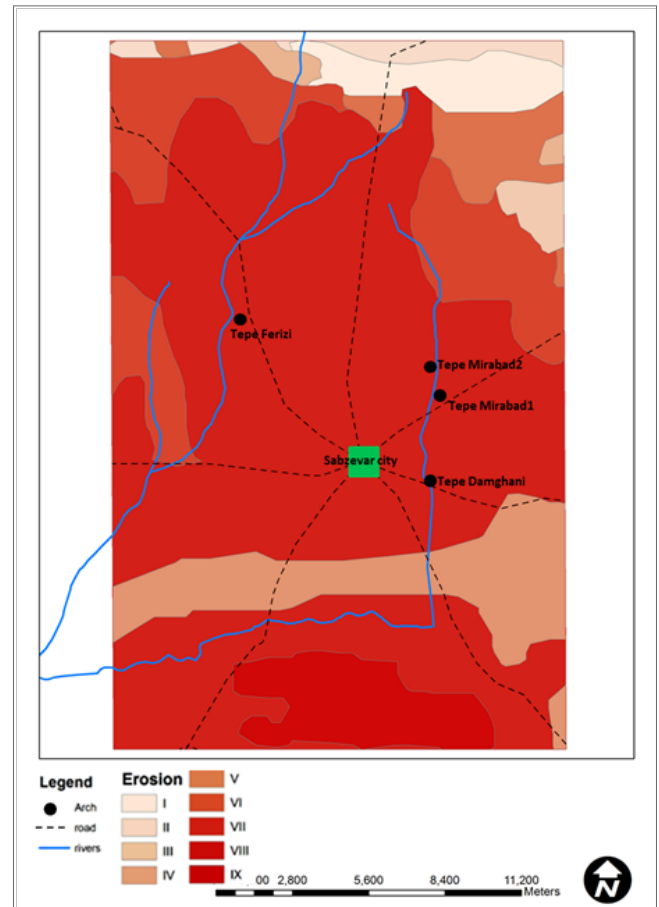 Tepe Ferizi
Tepe Mirabad2
Tepe Mirabad1
Sabzevar city
Tepe Damghani
Legend
Arch
road
rivers
Erosion
I
II
III
IV
V
VI
VII
VIII
IX
00 2,800 5,600 8,400 11,200
Meters
N